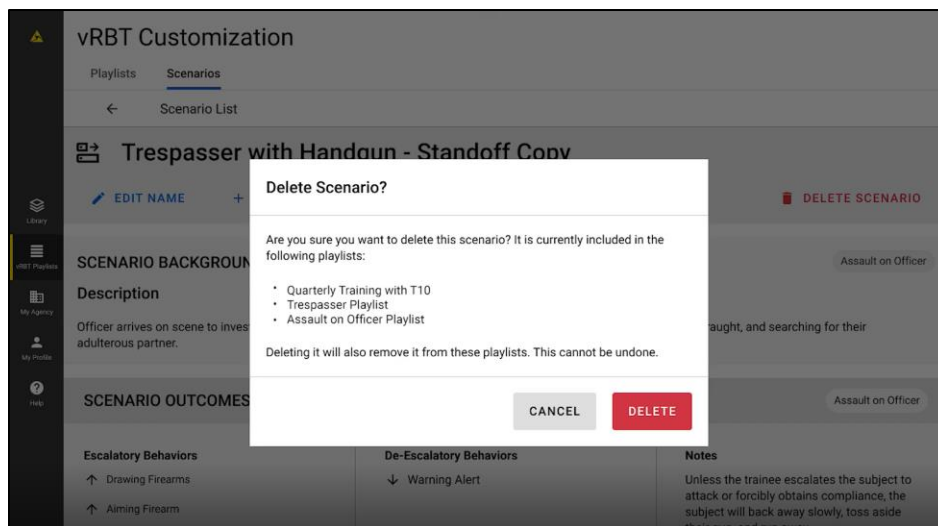 vRBT Customization
Playlists Scenarios
← Scenario List
Trespasser with Handgun - Standoff Copy
EDIT NAME +
DELETE SCENARIO
Library
vRBT Playlists
My Agency
My Profile
Help
SCENARIO BACKGROUN
Assault on Officer
Description
Officer arrives on scene to inves
raught, and searching for their
adulterous partner.
Delete Scenario?
Are you sure you want to delete this scenario? It is currently included in the
following playlists:
• Quarterly Training with T10
• Trespasser Playlist
• Assault on Officer Playlist
Deleting it will also remove it from these playlists. This cannot be undone.
CANCEL DELETE
SCENARIO OUTCOMES
Assault on Officer
Escalatory Behaviors
↑ Drawing Firearms
↑ Aiming Firearm
De-Escalatory Behaviors
↓ Warning Alert
Notes
Unless the trainee escalates the subject to
attack or forcibly obtains compliance, the
subject will back away slowly, toss aside